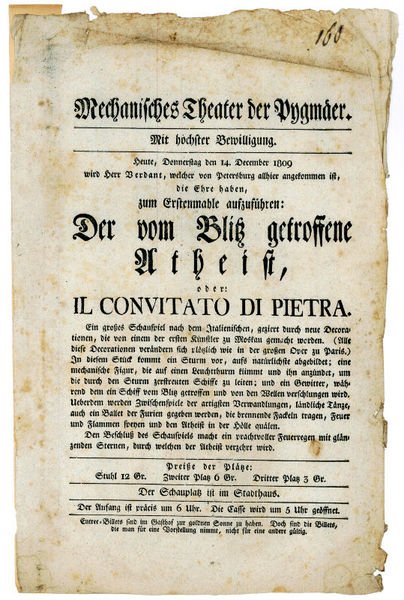 160
Mechanisches Theater der Pygmäer.
Mit höchster Bewilligung.
Heute, Donnerstag den 14. December 1809
wird Herr Verdant, welcher von Petersburg allhier angekommen ist,
die Ehre haben,
zum Erstenmahle aufzuführen:
Der vom Blitz getroffene
Atheist,
oder:
IL CONVITATO DI PIETRA.
Ein großes Schauspiel nach dem Italienischen, geziert durch neue Decora-
tionen, die von einem der ersten Künstler zu Moskau gemacht worden. (Alle
diese Decorationen verändern sich plözlich wie in der großen Oper zu Paris.)
In diesem Stück kommt ein Sturm vor, aufs natürlichste abgebildet; eine
mechanische Figur, die auf einen Leuchtthurm klimmt und ihn anzündet, um
die durch den Sturm zerstreuten Schiffe zu leiten; und ein Gewitter, wäh-
rend dem ein Schiff vom Blitz getroffen und von den Wellen verschlungen wird.
Ueberdem werden Zwischenspiele der artigsten Verwandlungen, ländliche Tänze,
auch ein Ballet der Furien gegeben werden, die brennende Fackeln tragen, Feuer
und Flammen speyen und den Atheist in der Hölle quälen.
Den Beschluß des Schauspiels macht ein prachtvoller Feuerregen mit glän-
zenden Sternen, durch welchen der Atheist verzehrt wird.
Preiße der Plätze:
Stuhl 12 Gr. Zweiter Platz 6 Gr. Dritter Platz 3 Gr.
Der Schauplatz ist im Stadthaus.
Der Anfang ist präcis um 6 Uhr. Die Casse wird um 5 Uhr geöffnet.
Entree-Billets sind im Gasthof zur goldnen Sonne zu haben. Doch sind die Billets,
die man für eine Vorstellung nimmt, nicht für eine andere gültig.